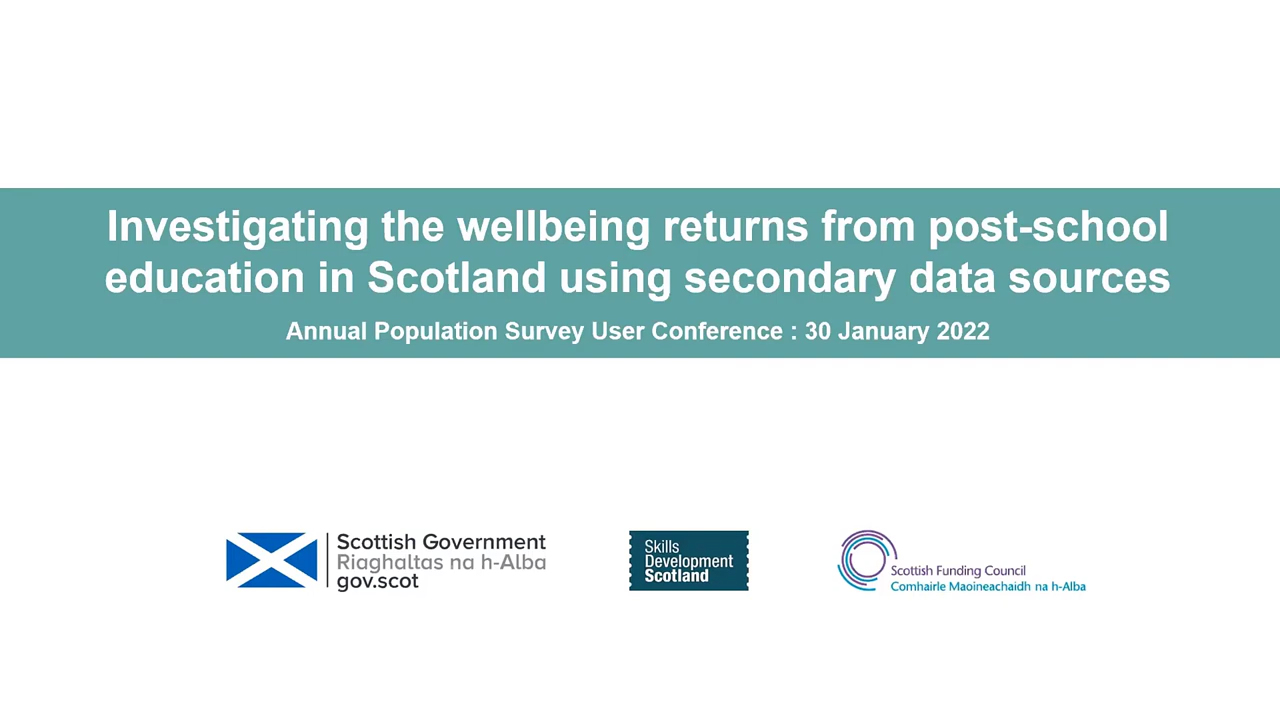 Investigating the wellbeing returns from post-school
education in Scotland using secondary data sources
Annual Population Survey User Conference : 30 January 2022
Scottish Government
Riaghaltas na h-Alba
gov.scot
Skills
Development
Scotland
Scottish Funding Council
Comhairle Maoineachaidh na h-Alba